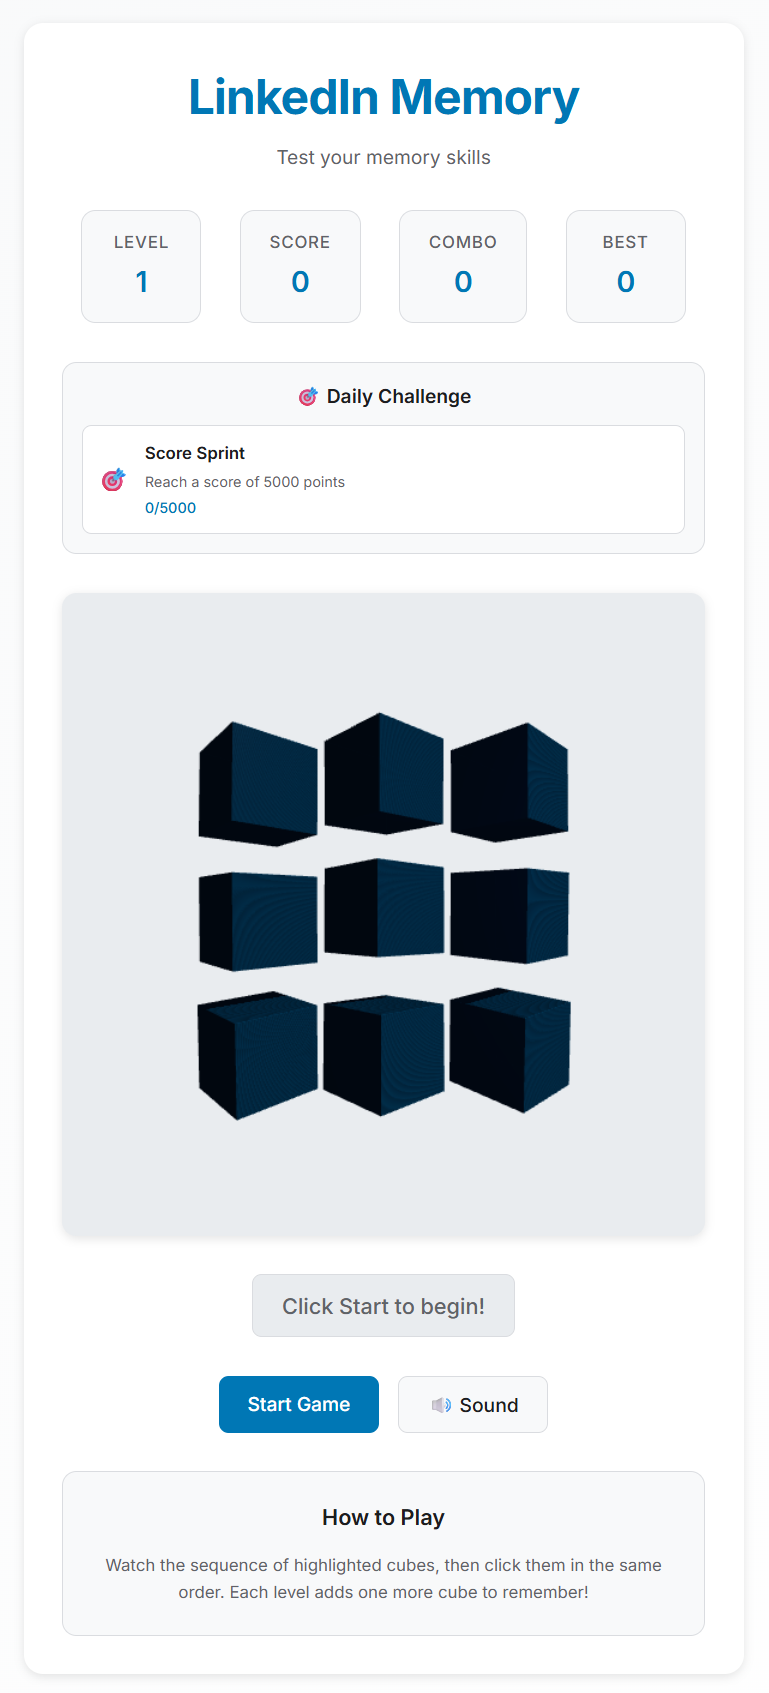 LinkedIn Memory
Test your memory skills
LEVEL
1
SCORE
0
COMBO
0
BEST
0
🎯 Daily Challenge
🎯
Score Sprint
Reach a score of 5000 points
0/5000
Click Start to begin!
Start Game
🔊 Sound
How to Play
Watch the sequence of highlighted cubes, then click them in the same
order. Each level adds one more cube to remember!